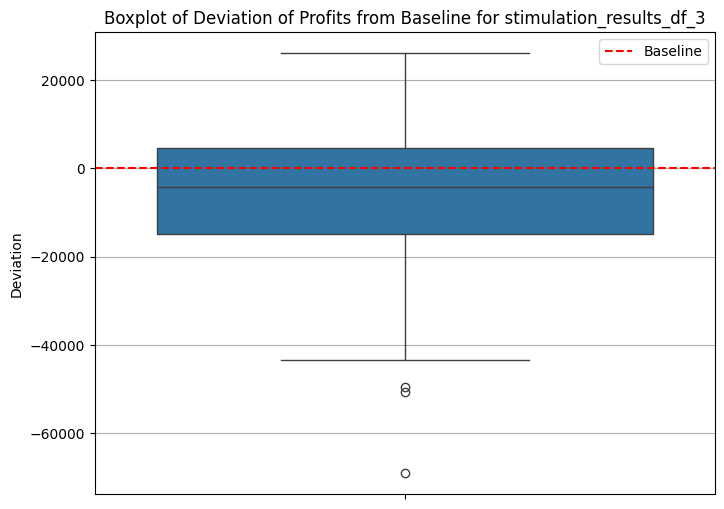 Boxplot of Deviation of Profits from Baseline for stimulation_results_df_3
Baseline
20000
0
−20000
−40000
−60000
Deviation